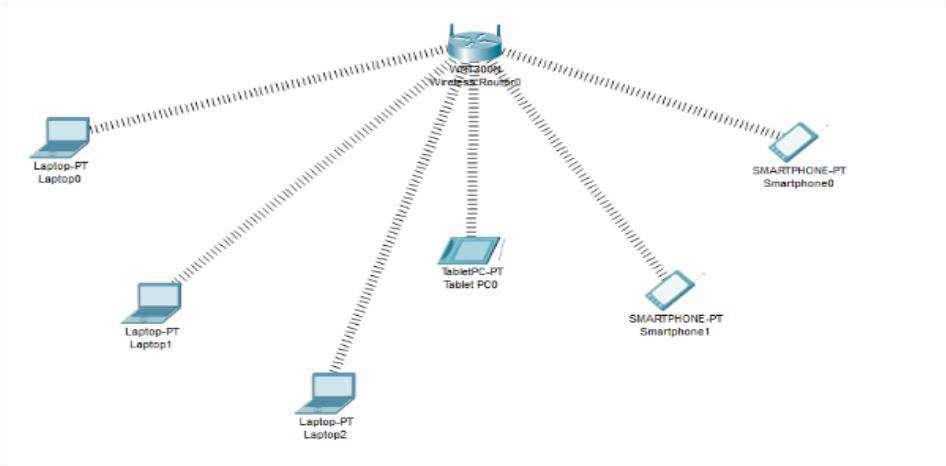 WRT300N
Wireless Router0
Laptop-PT
Laptop0
SMARTPHONE-PT
Smartphone0
TabletPC-PT
Tablet PC0
Laptop-PT
Laptop1
SMARTPHONE-PT
Smartphone1
Laptop-PT
Laptop2